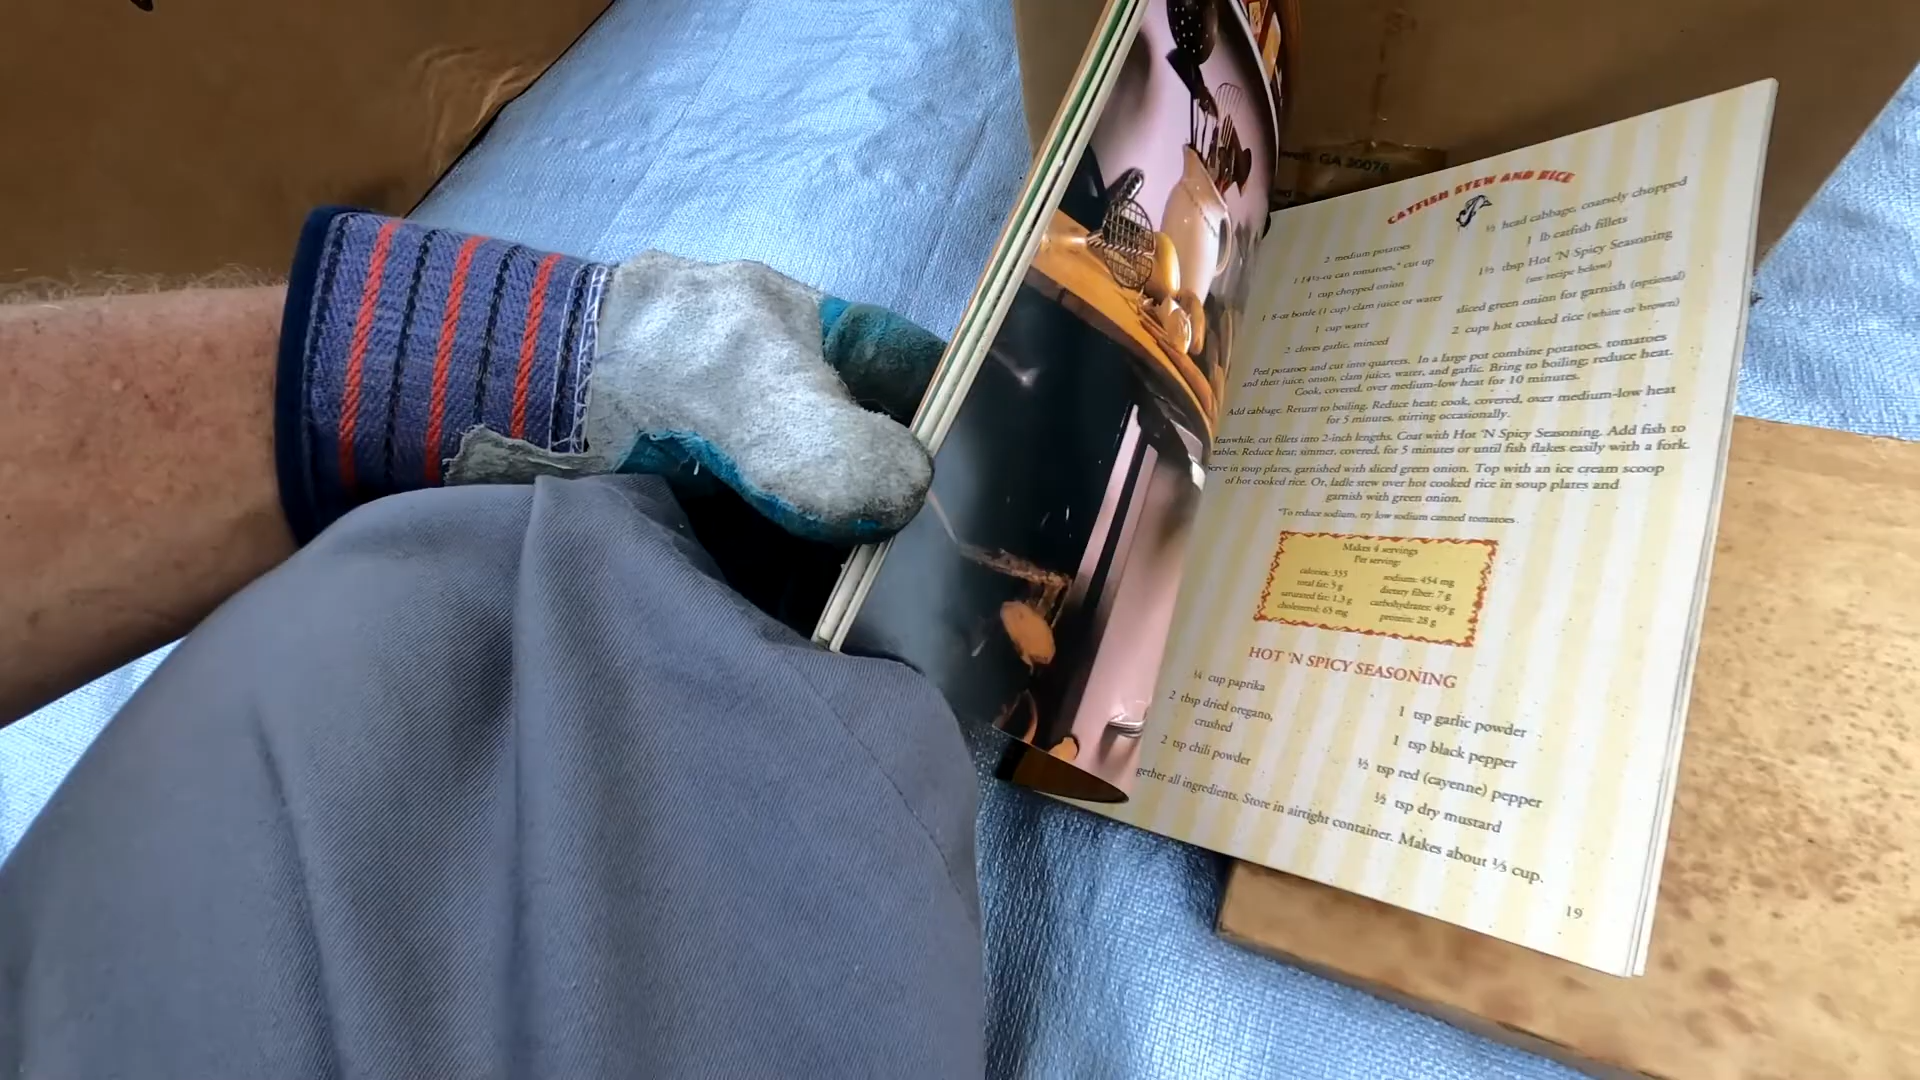 GA 30076
CATFISH STEW AND RICE
2 medium potatoes
1 14½-oz can tomatoes,* cut up
1 cup chopped onion
1 8-oz bottle (1 cup) clam juice or water
1 cup water
2 cloves garlic, minced
½ head cabbage, coarsely chopped
1 lb catfish fillets
1½ tbsp Hot 'N Spicy Seasoning
(see recipe below)
sliced green onion for garnish (optional)
2 cups hot cooked rice (white or brown)
Peel potatoes and cut into quarters. In a large pot combine potatoes, tomatoes
and their juice, onion, clam juice, water, and garlic. Bring to boiling; reduce heat.
Cook, covered, over medium-low heat for 10 minutes.
Add cabbage. Return to boiling. Reduce heat; cook, covered, over medium-low heat
for 5 minutes, stirring occasionally.
Meanwhile, cut fillets into 2-inch lengths. Coat with Hot 'N Spicy Seasoning. Add fish to
Reduce heat; simmer, covered, for 5 minutes or until fish flakes easily with a fork.
Serve in soup plates, garnished with sliced green onion. Top with an ice cream scoop
of hot cooked rice. Or, ladle stew over hot cooked rice in soup plates and
garnish with green onion.
*To reduce sodium, try low sodium canned tomatoes.
Makes 4 servings
Per serving:
calories: 355
total fat: 5 g
saturated fat: 1.3 g
cholesterol: 65 mg
sodium: 454 mg
dietary fiber: 7 g
carbohydrates: 49 g
protein: 28 g
HOT 'N SPICY SEASONING
¼ cup paprika
2 tbsp dried oregano,
crushed
2 tsp chili powder
1 tsp garlic powder
1 tsp black pepper
½ tsp red (cayenne) pepper
½ tsp dry mustard
all ingredients. Store in airtight container. Makes about ⅓ cup.
19